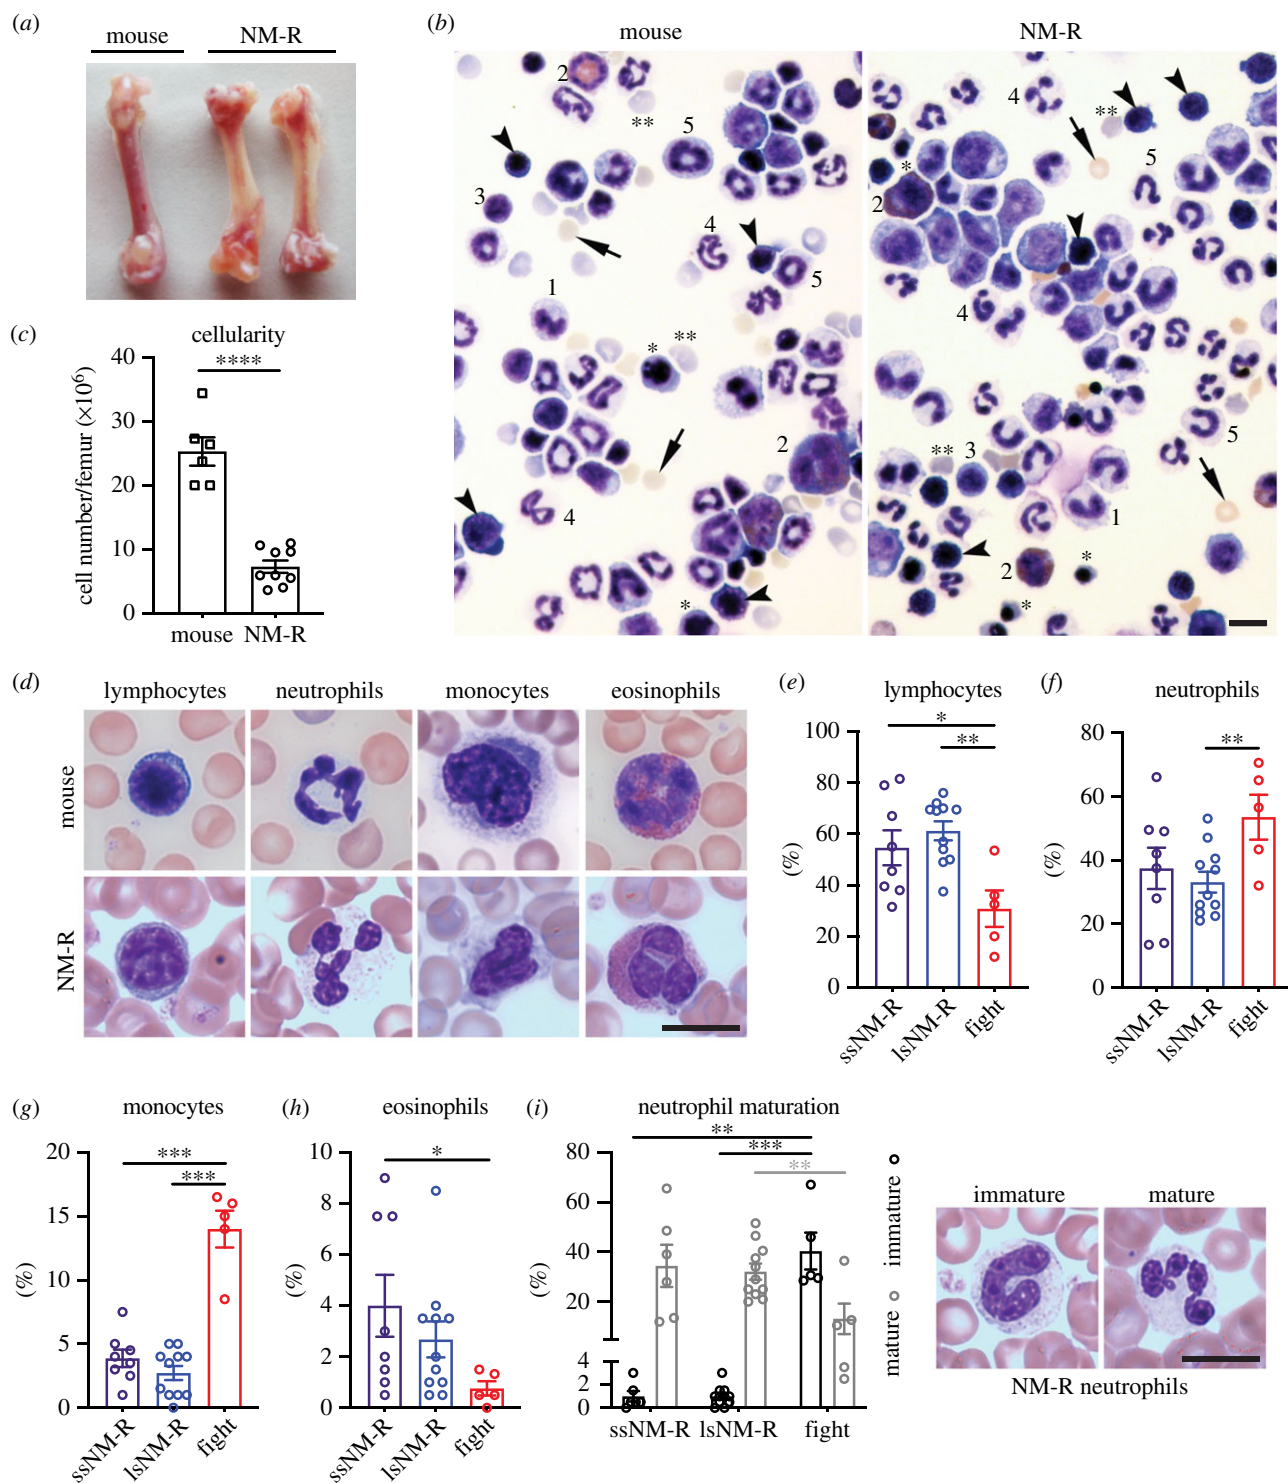 (a)
mouse NM-R
(b)
mouse NM-R
2 ** 5 3 4 5 1 ** * 2 4 *
4 ** 5 * 2 4 5 ** 3 1 2 * *
(c)
cellularity
****
cell number/femur (×10⁶)
40
30
20
10
0
mouse NM-R
(d)
lymphocytes neutrophils monocytes eosinophils
mouse
NM-R
(e)
lymphocytes
*
**
(%)
100
80
60
40
20
0
ssNM-R lsNM-R fight
(f)
neutrophils
**
(%)
80
60
40
20
0
ssNM-R lsNM-R fight
(g)
monocytes
***
***
(%)
20
15
10
5
0
ssNM-R lsNM-R fight
(h)
eosinophils
*
(%)
10
8
6
4
2
0
ssNM-R lsNM-R fight
(i)
neutrophil maturation
**
***
**
(%)
80
60
40
20
4
2
0
ssNM-R lsNM-R fight
mature immature
immature mature
NM-R neutrophils